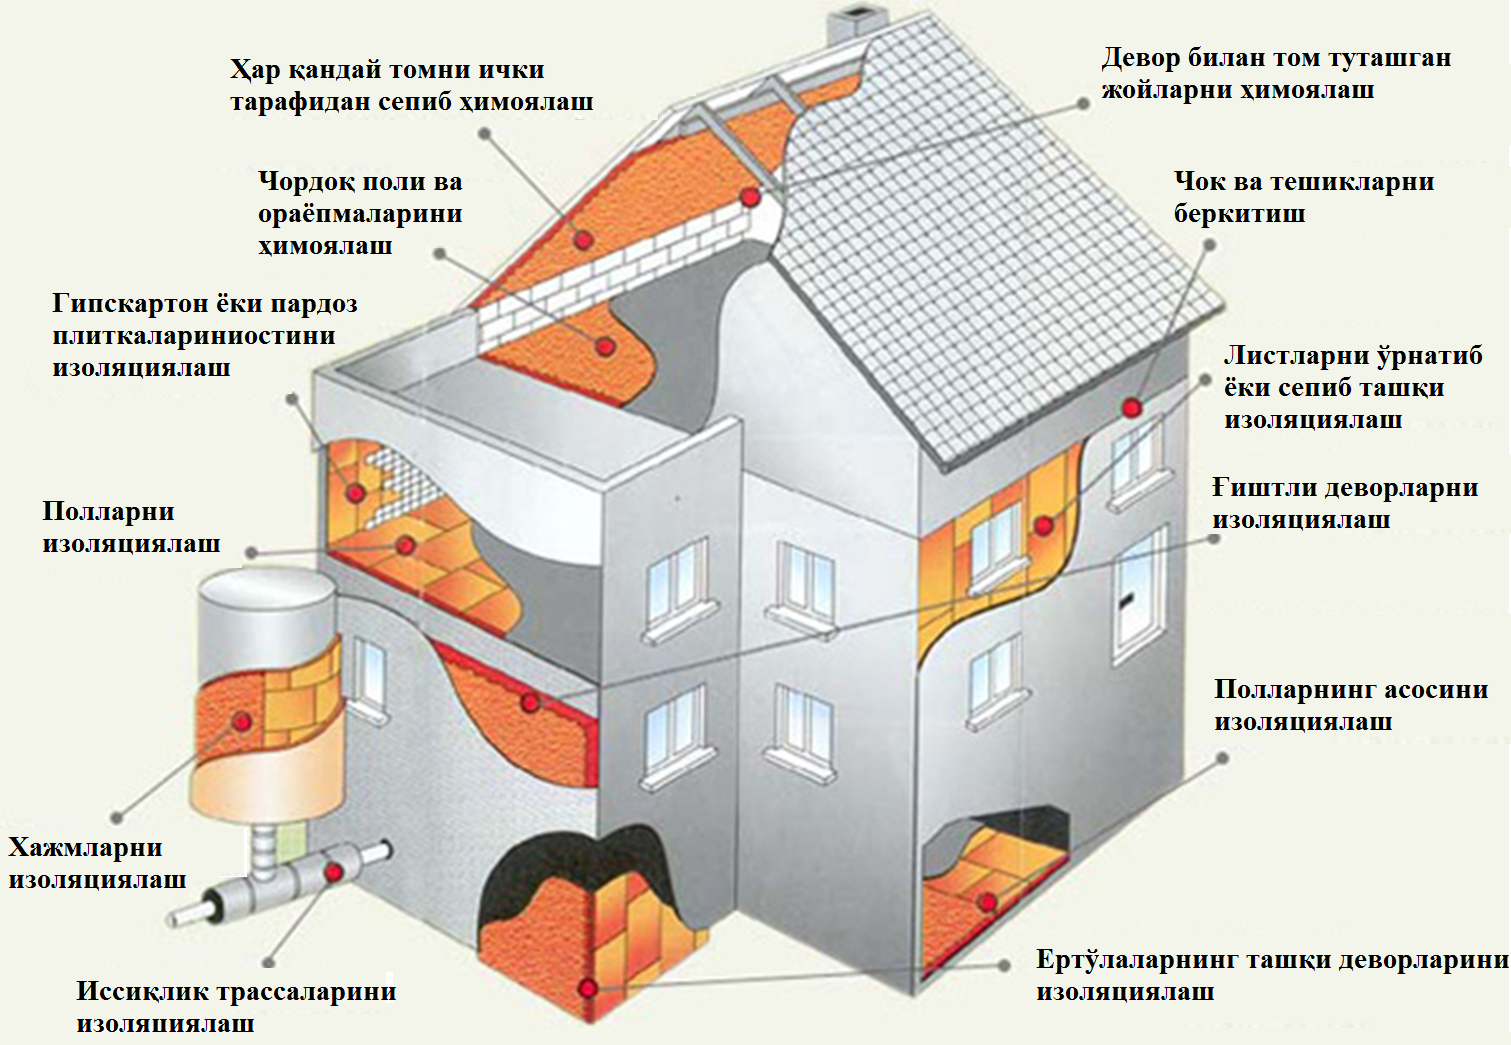 Ҳар қандай томни ички
тарафидан сепиб ҳимоялаш
Девор билан том туташган
жойларни ҳимоялаш
Чордоқ поли ва
ораёпмаларини
ҳимоялаш
Чок ва тешикларни
беркитиш
Гипскартон ёки пардоз
плиткалариниостини
изоляциялаш
Листларни ўрнатиб
ёки сепиб ташқи
изоляциялаш
Полларни
изоляциялаш
Ғиштли деворларни
изоляциялаш
Полларнинг асосини
изоляциялаш
Хажмларни
изоляциялаш
Иссиқлик трассаларини
изоляциялаш
Ертўлаларнинг ташқи деворларини
изоляциялаш